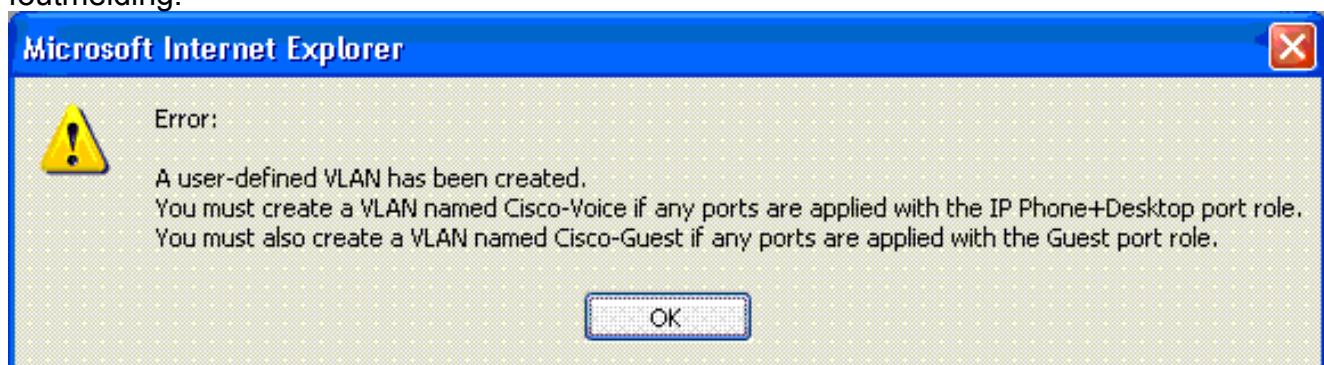 foutmelding:
Microsoft Internet Explorer
Error:
A user-defined VLAN has been created.
You must create a VLAN named Cisco-Voice if any ports are applied with the IP Phone+Desktop port role.
You must also create a VLAN named Cisco-Guest if any ports are applied with the Guest port role.
OK